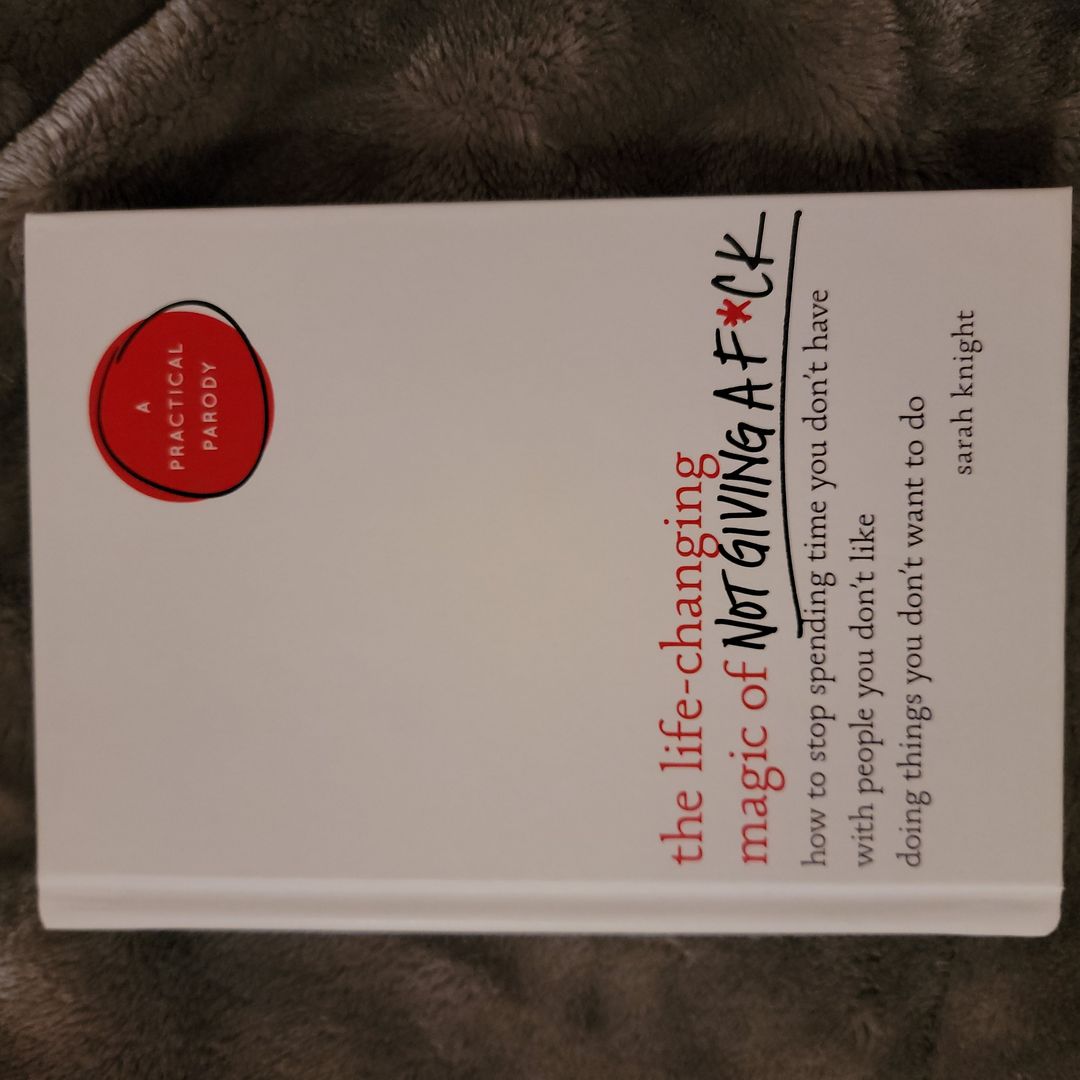 A
PRACTICAL
PARODY
the life-changing
magic of NOT GIVING A F*CK
how to stop spending time you don't have
with people you don't like
doing things you don't want to do
sarah knight